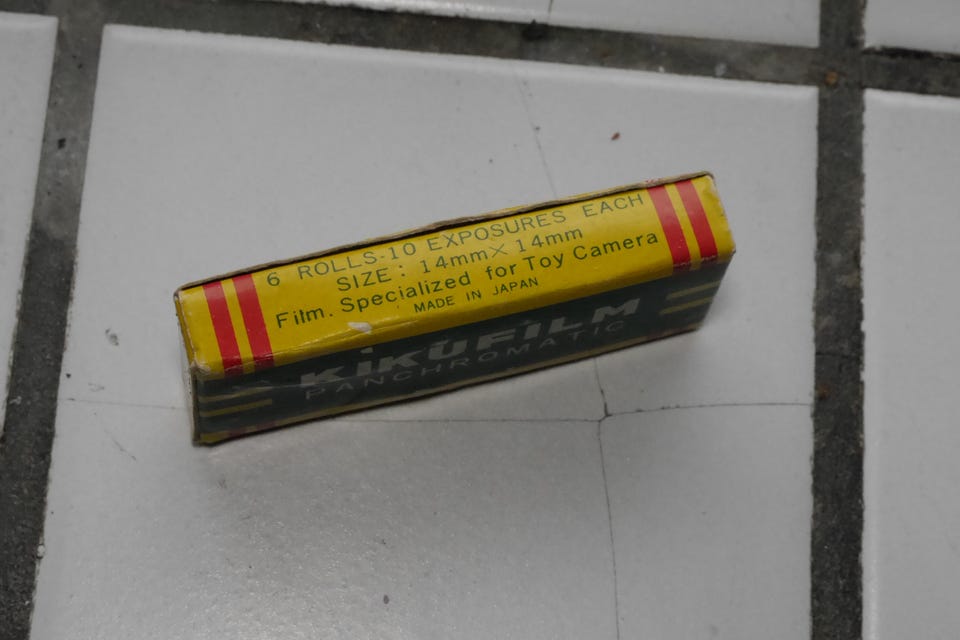 6 ROLLS-10 EXPOSURES EACH
SIZE : 14mm×14mm
Film. Specialized for Toy Camera
MADE IN JAPAN
KIKUFILM
PANCHROMATIC